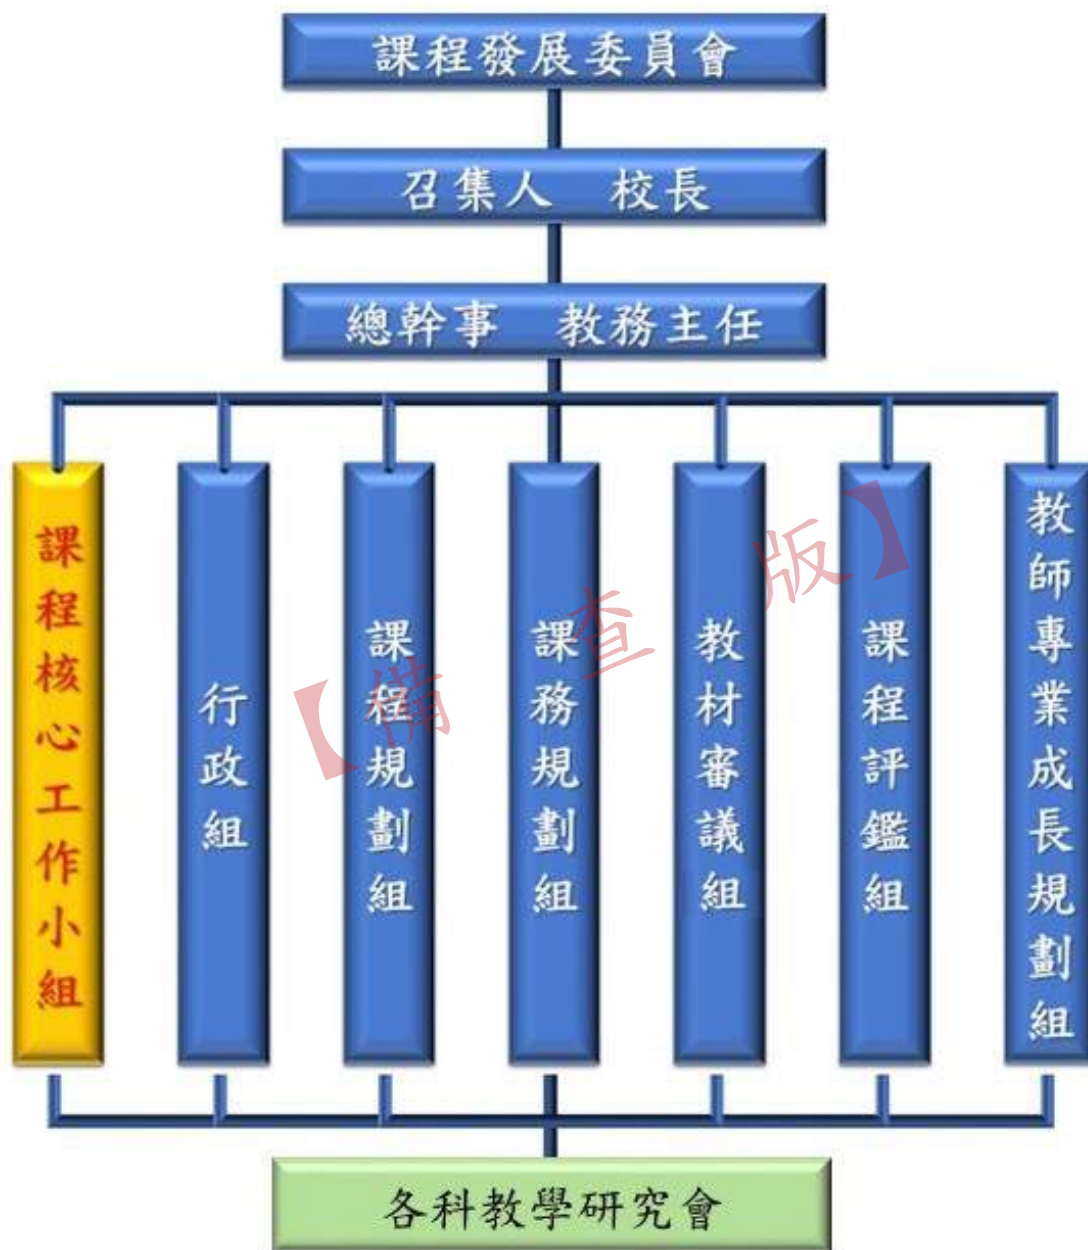 課程發展委員會
召集人　校長
總幹事　教務主任
課程核心工作小組
行政組
課程規劃組
課務規劃組
教材審議組
課程評鑑組
教師專業成長規劃組
各科教學研究會
【備查版】